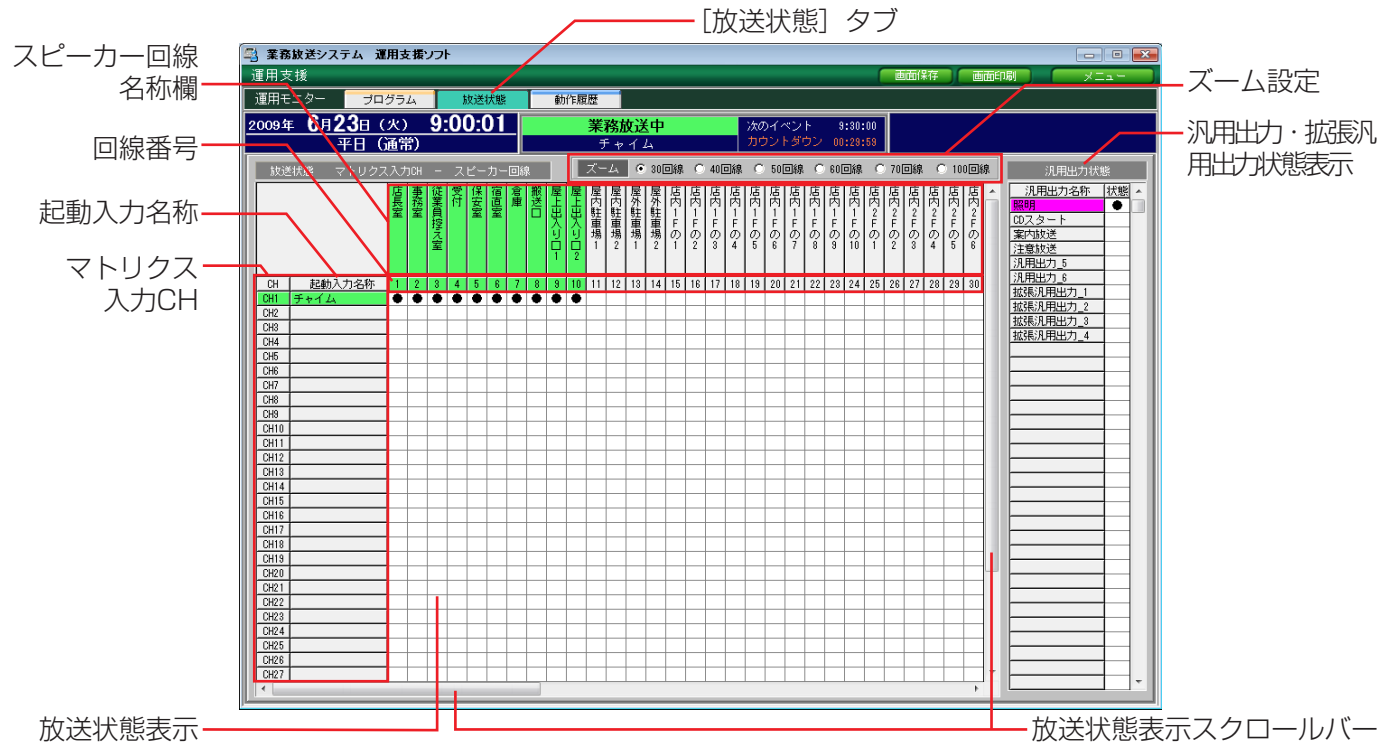 [放送状態] タブ
スピーカー回線
名称欄
回線番号
起動入力名称
マトリクス
入力CH
放送状態表示
ズーム設定
汎用出力・拡張汎
用出力状態表示
放送状態表示スクロールバー
業務放送システム 運用支援ソフト
運用支援
画面保存
画面印刷
メニュー
運用モニター
プログラム
放送状態
動作履歴
2009年 6月23日 (火) 9:00:01
平日 (通常)
業務放送中
チャイム
次のイベント 9:30:00
カウントダウン 00:29:59
放送状態 マトリクス入力CH - スピーカー回線
ズーム 30回線 40回線 50回線 60回線 70回線 100回線
汎用出力状態
店長室
事務室
従業員控え室
受付
保安室
宿直室
倉庫
搬送口
屋上出入り口1
屋上出入り口2
屋内駐車場1
屋内駐車場2
屋外駐車場1
屋外駐車場2
店内1Fの1
店内1Fの2
店内1Fの3
店内1Fの4
店内1Fの5
店内1Fの6
店内1Fの7
店内1Fの8
店内1Fの9
店内1Fの10
店内2Fの1
店内2Fの2
店内2Fの3
店内2Fの4
店内2Fの5
店内2Fの6
CH 起動入力名称 1 2 3 4 5 6 7 8 9 10 11 12 13 14 15 16 17 18 19 20 21 22 23 24 25 26 27 28 29 30
CH1 チャイム ● ● ● ● ● ● ● ● ● ●
CH2
CH3
CH4
CH5
CH6
CH7
CH8
CH9
CH10
CH11
CH12
CH13
CH14
CH15
CH16
CH17
CH18
CH19
CH20
CH21
CH22
CH23
CH24
CH25
CH26
CH27
汎用出力名称 状態
照明 ●
CDスタート
案内放送
注意放送
汎用出力_5
汎用出力_6
拡張汎用出力_1
拡張汎用出力_2
拡張汎用出力_3
拡張汎用出力_4